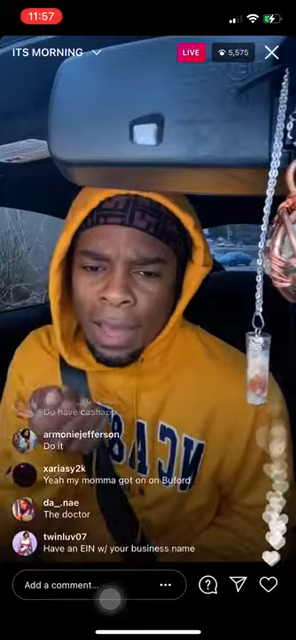 11:57
ITS MORNING
LIVE
5,575
Do have cashapp
armoniejefferson
Do it
xariasy2k
Yeah my momma got on on Buford
da_.nae
The doctor
twinluv07
Have an EIN w/ your business name
Add a comment...